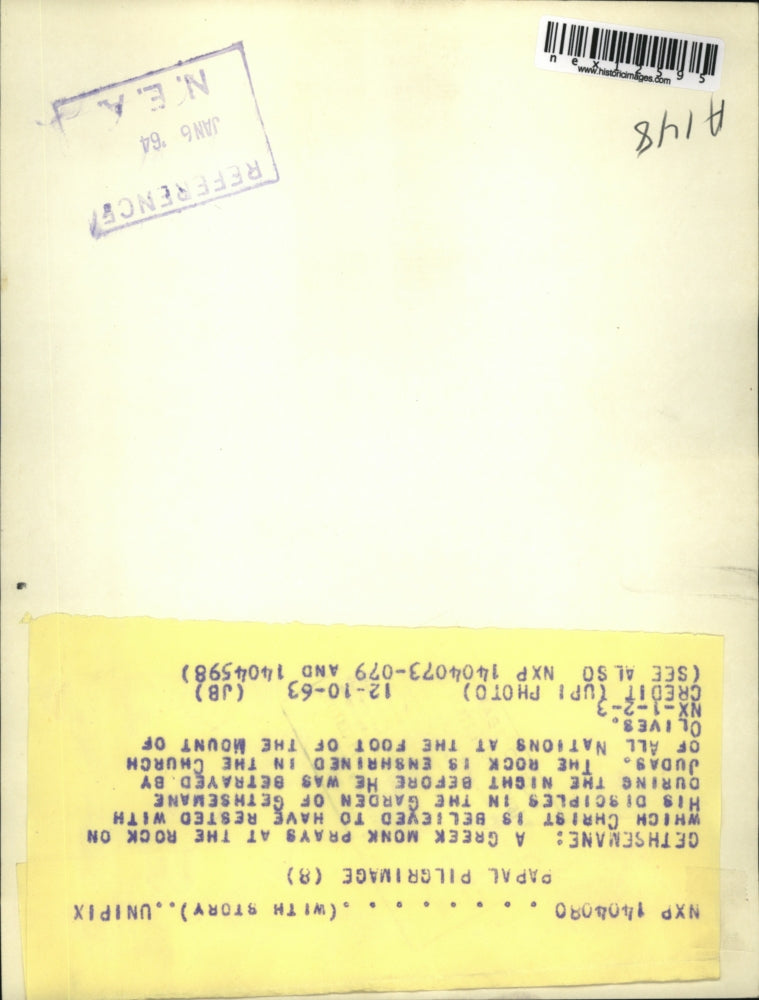 nex12595
www.historicimages.com
A148
N.E.A.
JAN 6 '64
REFERENCE
NXP 1404080 . . . . . . . . . (WITH STORY)..UNIPIX
PAPAL PILGRIMAGE (8)
GETHSEMANE: A GREEK MONK PRAYS AT THE ROCK ON
WHICH CHRIST IS BELIEVED TO HAVE RESTED WITH
HIS DISCIPLES IN THE GARDEN OF GETHSEMANE
DURING THE NIGHT BEFORE HE WAS BETRAYED BY
JUDAS. THE ROCK IS ENSHRINED IN THE CHURCH
OF ALL NATIONS AT THE FOOT OF THE MOUNT OF
OLIVES.
NX-1-2-3
CREDIT (UPI PHOTO) 12-10-63 (JB)
(SEE ALSO NXP 1404073-079 AND 1404598)